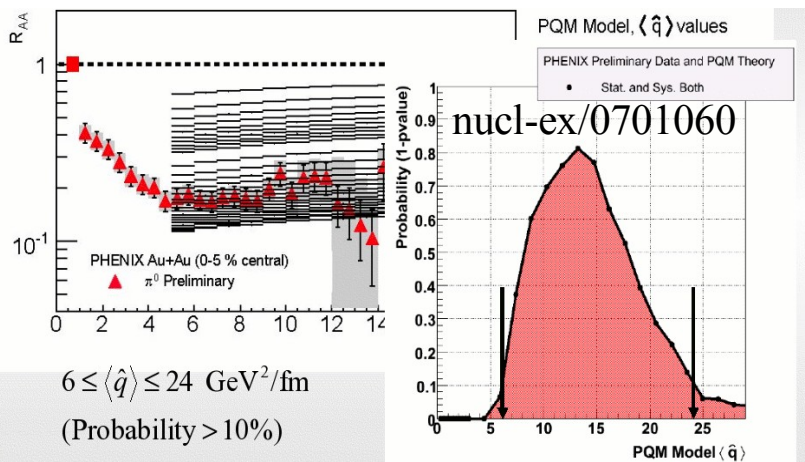 R_AA
1
10^-1
PHENIX Au+Au (0-5 % central)
▲ π⁰ Preliminary
0 2 4 6 8 10 12 14
6 ≤ ⟨q̂⟩ ≤ 24 GeV²/fm
(Probability > 10%)
PQM Model, ⟨q̂⟩ values
PHENIX Preliminary Data and PQM Theory
• Stat. and Sys. Both
nucl-ex/0701060
Probability (1-pvalue)
1
0.9
0.8
0.7
0.6
0.5
0.4
0.3
0.2
0.1
0
0 5 10 15 20 25
PQM Model ⟨q̂⟩